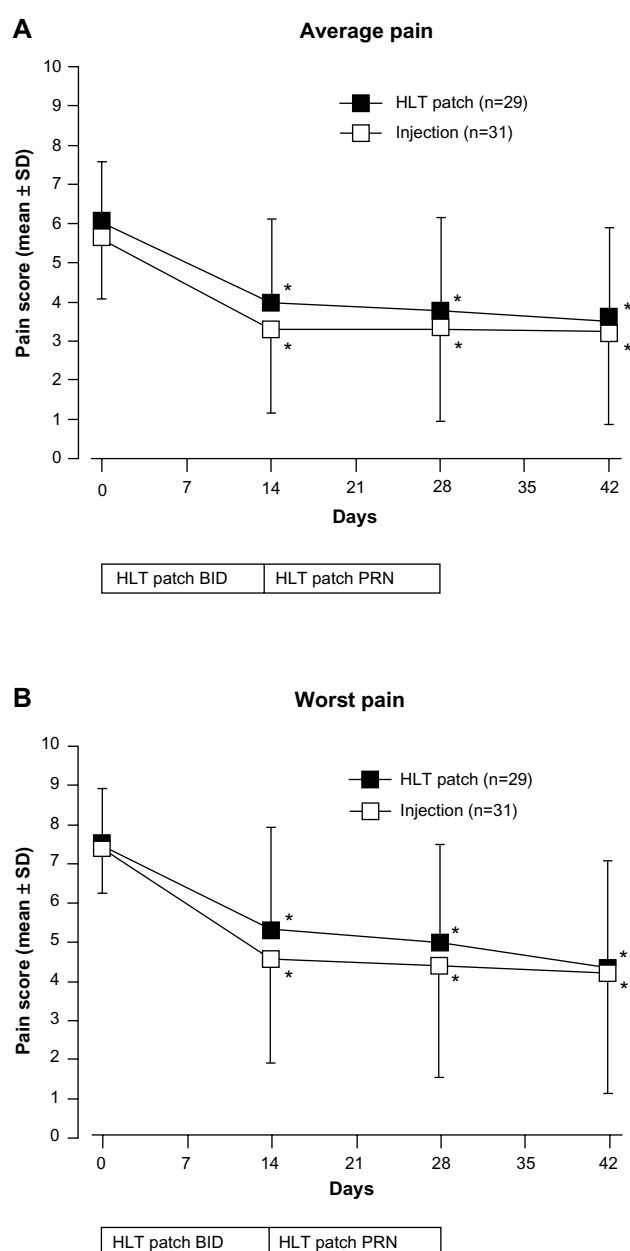 A
Average pain
10
9
8
7
6
5
4
3
2
1
0
Pain score (mean ± SD)
HLT patch (n=29)
Injection (n=31)
*
*
*
*
*
*
0 7 14 21 28 35 42
Days
HLT patch BID HLT patch PRN
B
Worst pain
10
9
8
7
6
5
4
3
2
1
0
Pain score (mean ± SD)
HLT patch (n=29)
Injection (n=31)
*
*
*
*
*
*
0 7 14 21 28 35 42
Days
HLT patch BID HLT patch PRN